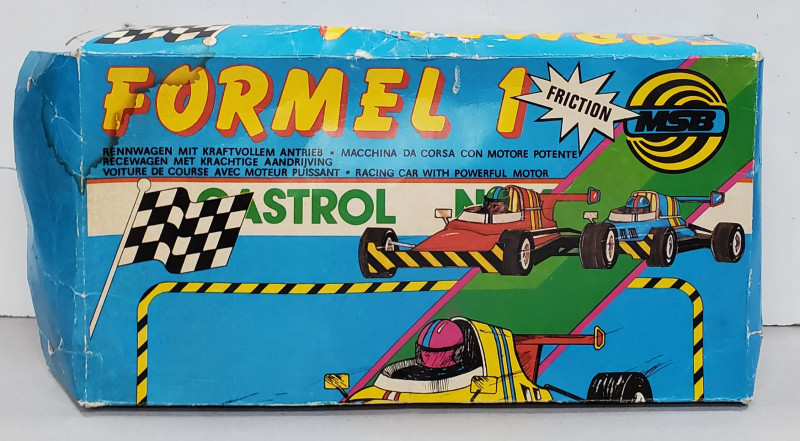 FORMEL 1
FRICTION
MSB
RENNWAGEN MIT KRAFTVOLLEM ANTRIEB • MACCHINA DA CORSA CON MOTORE POTENTE
RECEWAGEN MET KRACHTIGE AANDRIJVING
VOITURE DE COURSE AVEC MOTEUR PUISSANT • RACING CAR WITH POWERFUL MOTOR
CASTROL